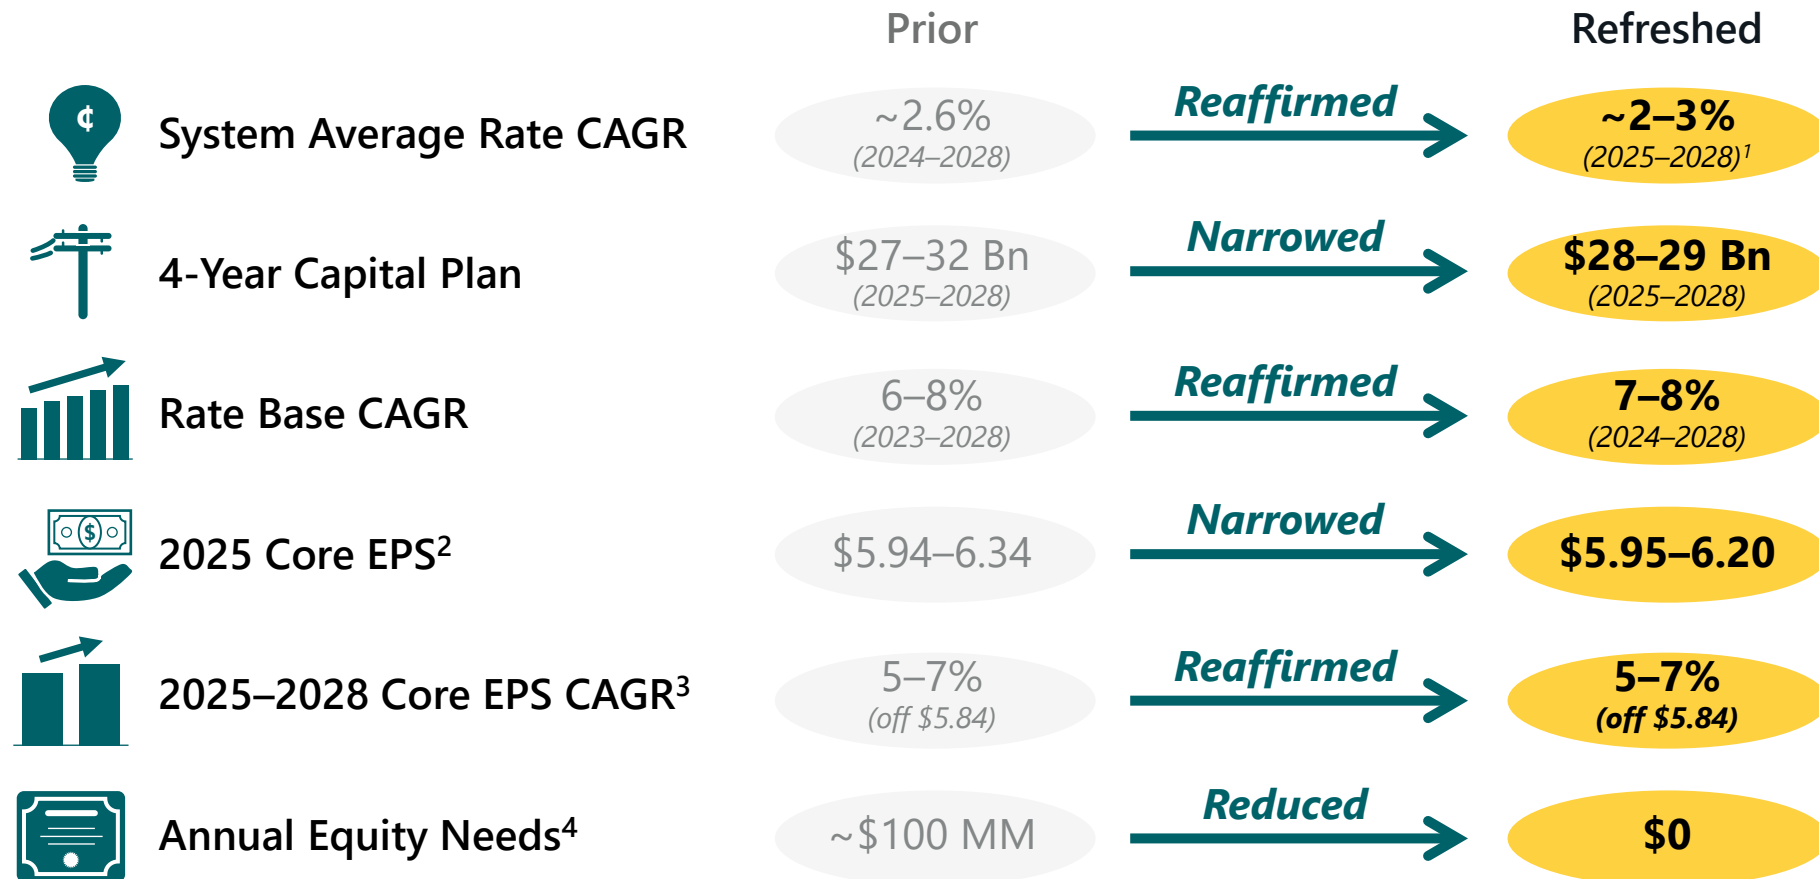 Prior
Refreshed
¢
System Average Rate CAGR
~2.6%
(2024–2028)
Reaffirmed
~2–3%
(2025–2028)¹
4-Year Capital Plan
$27–32 Bn
(2025–2028)
Narrowed
$28–29 Bn
(2025–2028)
Rate Base CAGR
6–8%
(2023–2028)
Reaffirmed
7–8%
(2024–2028)
$
2025 Core EPS²
$5.94–6.34
Narrowed
$5.95–6.20
2025–2028 Core EPS CAGR³
5–7%
(off $5.84)
Reaffirmed
5–7%
(off $5.84)
Annual Equity Needs⁴
~$100 MM
Reduced
$0